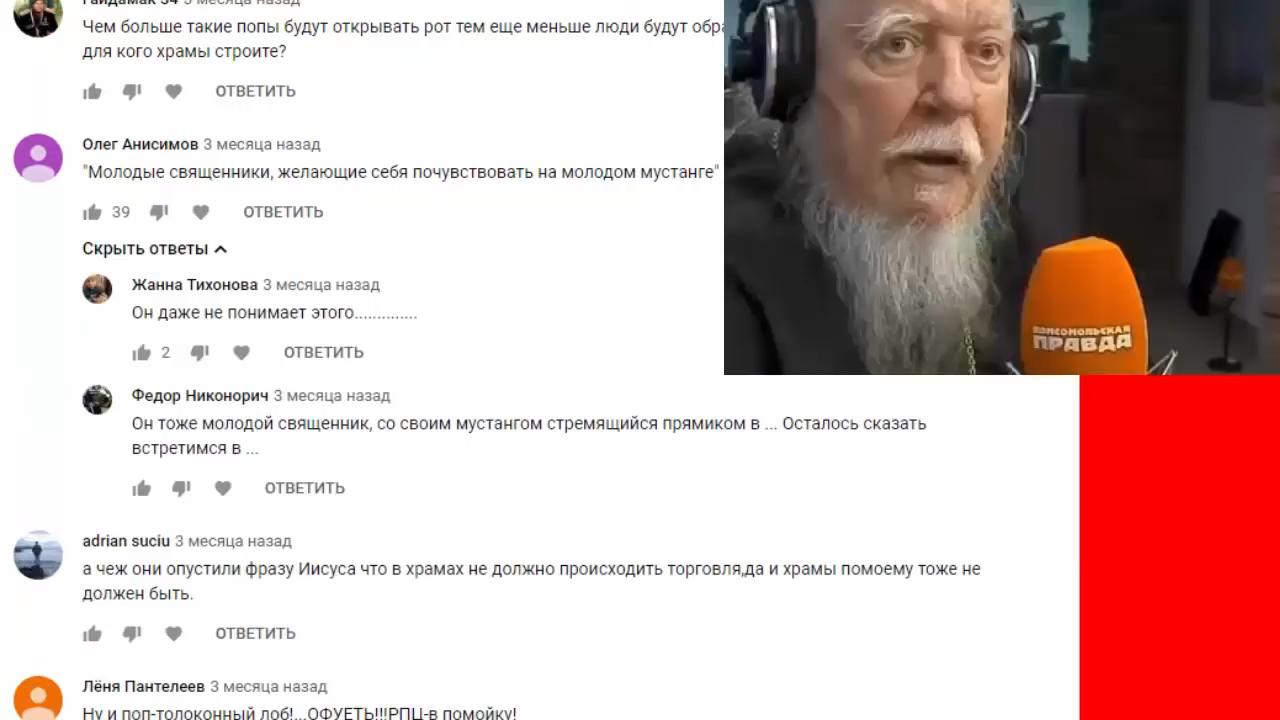 Гайдамак 34 3 месяца назад
Чем больше такие попы будут открывать рот тем еще меньше люди будут
для кого храмы строите?
ОТВЕТИТЬ
Олег Анисимов 3 месяца назад
"Молодые священники, желающие себя почувствовать на молодом мустанге"
39 ОТВЕТИТЬ
Скрыть ответы
Жанна Тихонова 3 месяца назад
Он даже не понимает этого..............
2 ОТВЕТИТЬ
Федор Никонорич 3 месяца назад
Он тоже молодой священник, со своим мустангом стремящийся прямиком в ... Осталось сказать
встретимся в ...
ОТВЕТИТЬ
adrian suciu 3 месяца назад
а чеж они опустили фразу Иисуса что в храмах не должно происходить торговля,да и храмы помоему тоже не
должен быть.
ОТВЕТИТЬ
Лёня Пантелеев 3 месяца назад
Ну и поп-толоконный лоб!...ОФУЕТЬ!!!РПЦ-в помойку!
КОМСОМОЛЬСКАЯ
ПРАВДА